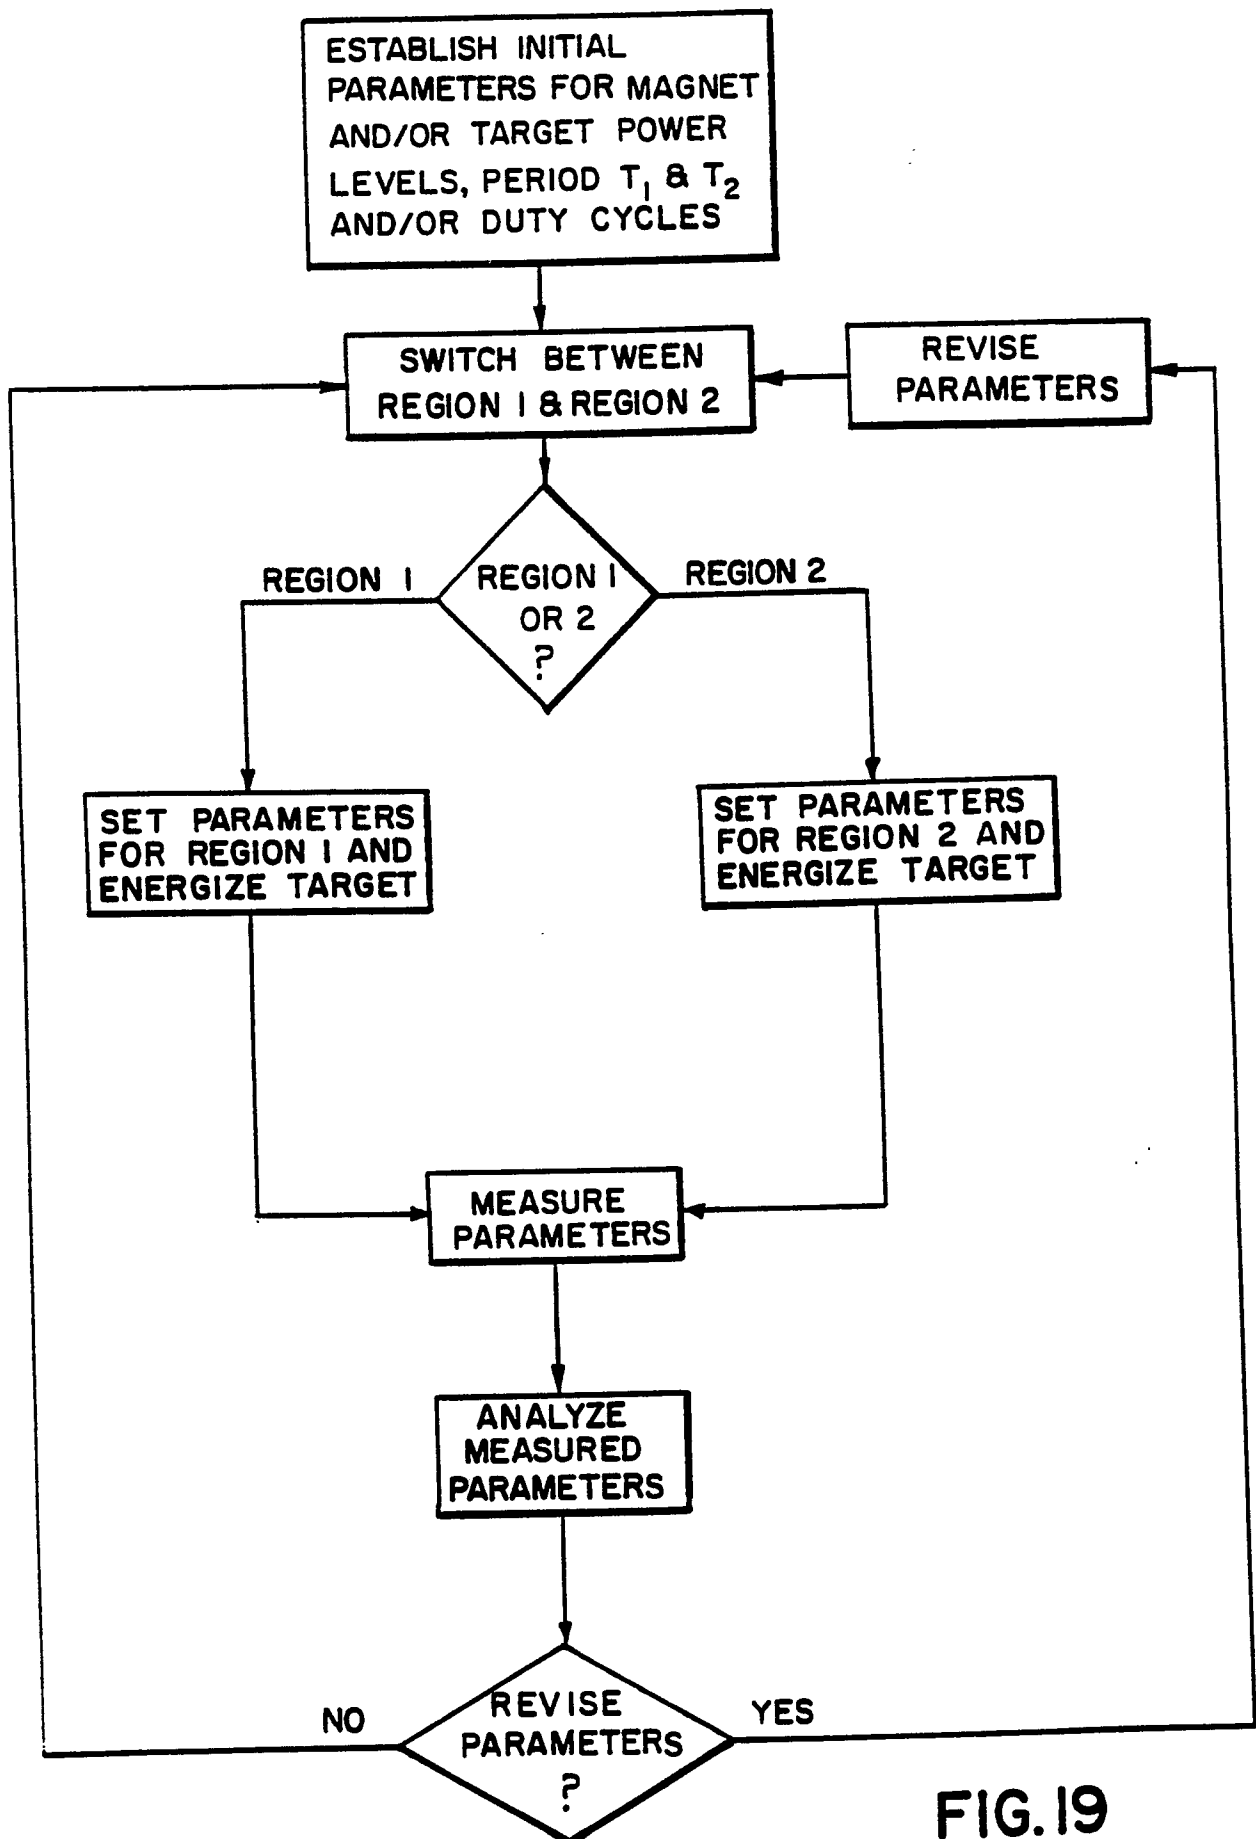 ESTABLISH INITIAL
PARAMETERS FOR MAGNET
AND/OR TARGET POWER
LEVELS, PERIOD T₁ & T₂
AND/OR DUTY CYCLES
SWITCH BETWEEN
REGION 1 & REGION 2
REVISE
PARAMETERS
REGION 1
REGION 1
OR 2
?
REGION 2
SET PARAMETERS
FOR REGION 1 AND
ENERGIZE TARGET
SET PARAMETERS
FOR REGION 2 AND
ENERGIZE TARGET
MEASURE
PARAMETERS
ANALYZE
MEASURED
PARAMETERS
NO
REVISE
PARAMETERS
?
YES
FIG. 19